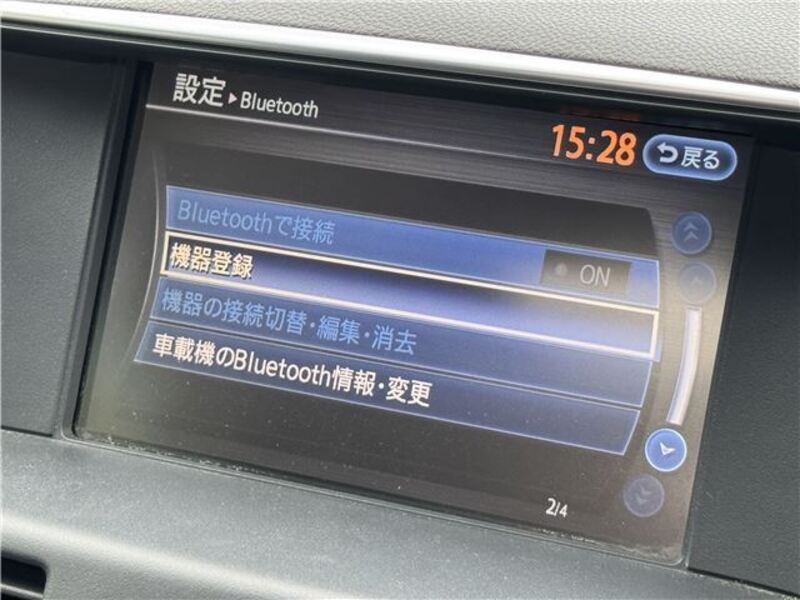 設定▶Bluetooth
15:28 戻る
Bluetoothで接続 ON
機器登録
機器の接続切替・編集・消去
車載機のBluetooth情報・変更
2/4